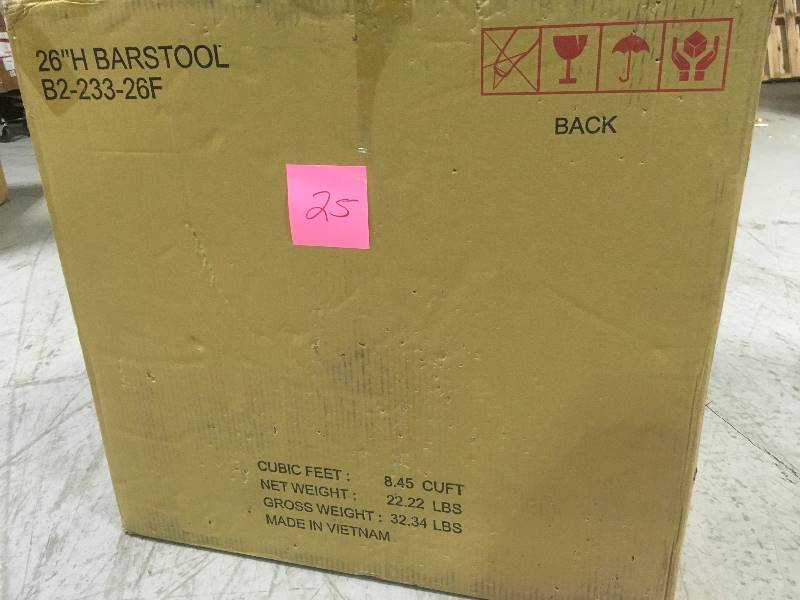 26"H BARSTOOL
B2-233-26F
BACK
25
CUBIC FEET : 8.45 CUFT
NET WEIGHT : 22.22 LBS
GROSS WEIGHT : 32.34 LBS
MADE IN VIETNAM